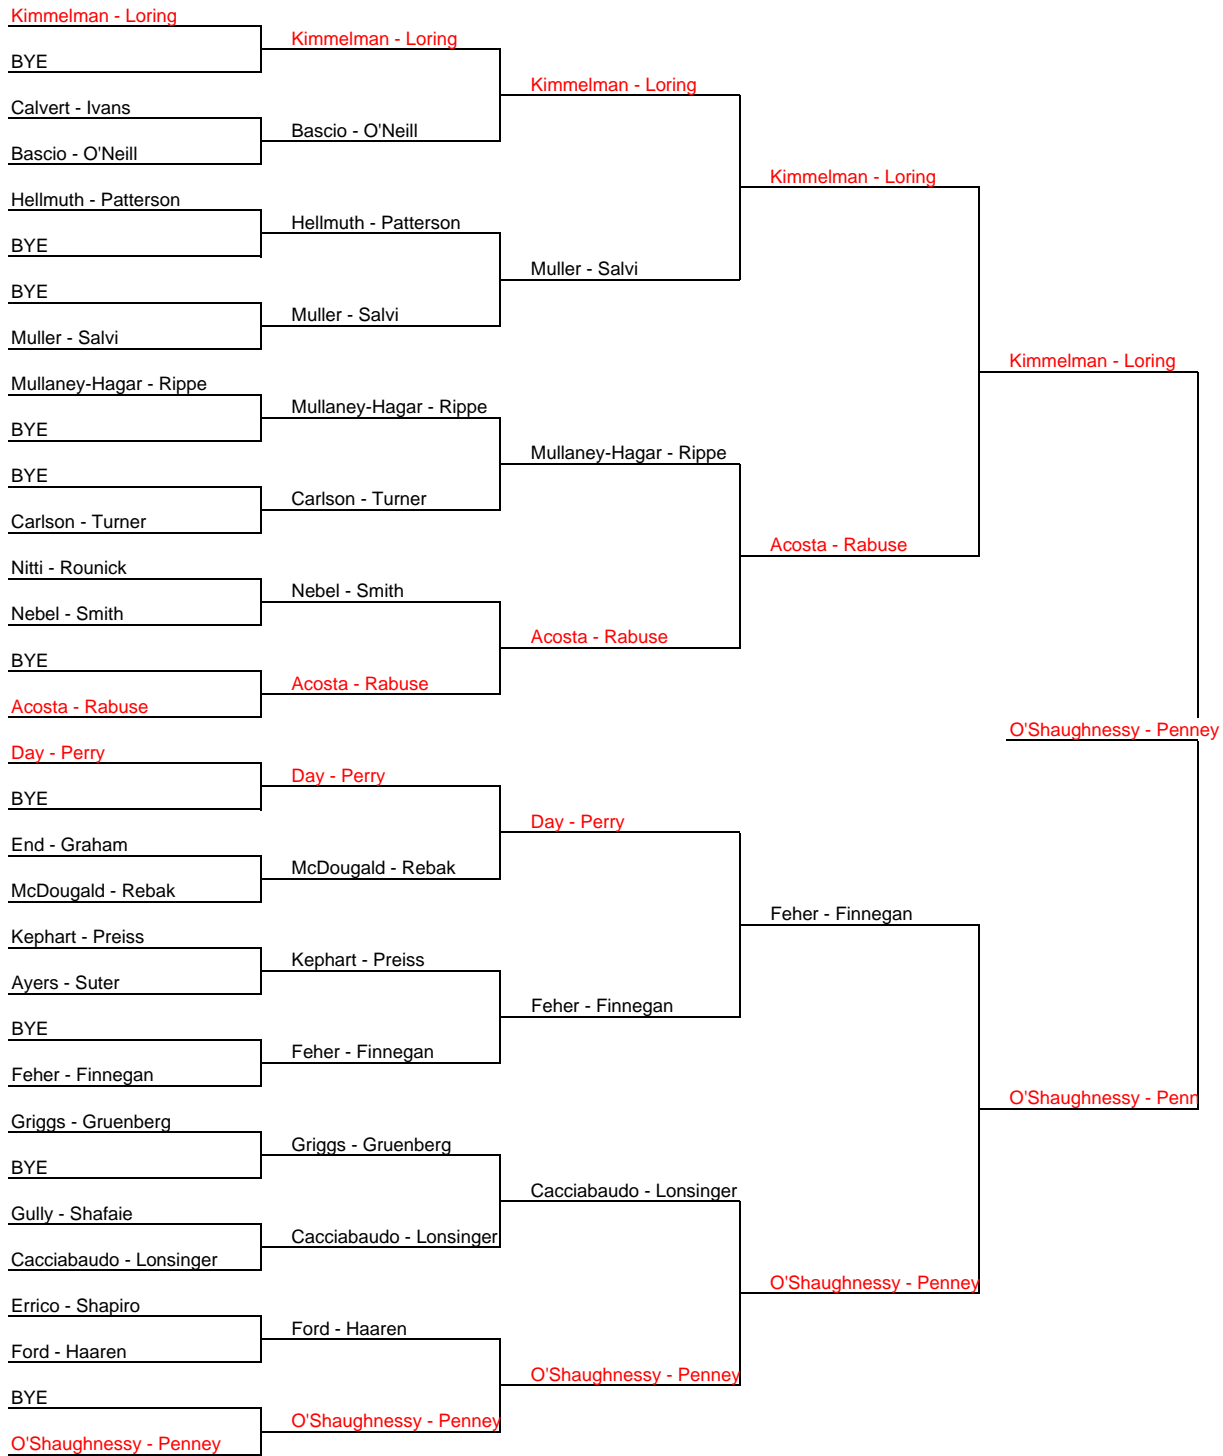 Kimmelman - Loring
BYE
Calvert - Ivans
Bascio - O'Neill
Hellmuth - Patterson
BYE
BYE
Muller - Salvi
Mullaney-Hagar - Rippe
BYE
BYE
Carlson - Turner
Nitti - Rounick
Nebel - Smith
BYE
Acosta - Rabuse
Day - Perry
BYE
End - Graham
McDougald - Rebak
Kephart - Preiss
Ayers - Suter
BYE
Feher - Finnegan
Griggs - Gruenberg
BYE
Gully - Shafaie
Cacciabaudo - Lonsinger
Errico - Shapiro
Ford - Haaren
BYE
O'Shaughnessy - Penney
Kimmelman - Loring
Bascio - O'Neill
Hellmuth - Patterson
Muller - Salvi
Mullaney-Hagar - Rippe
Carlson - Turner
Nebel - Smith
Acosta - Rabuse
Day - Perry
McDougald - Rebak
Kephart - Preiss
Feher - Finnegan
Griggs - Gruenberg
Cacciabaudo - Lonsinger
Ford - Haaren
O'Shaughnessy - Penney
Kimmelman - Loring
Muller - Salvi
Mullaney-Hagar - Rippe
Acosta - Rabuse
Day - Perry
Feher - Finnegan
Cacciabaudo - Lonsinger
O'Shaughnessy - Penney
Kimmelman - Loring
Acosta - Rabuse
Feher - Finnegan
O'Shaughnessy - Penney
Kimmelman - Loring
O'Shaughnessy - Penn
O'Shaughnessy - Penney